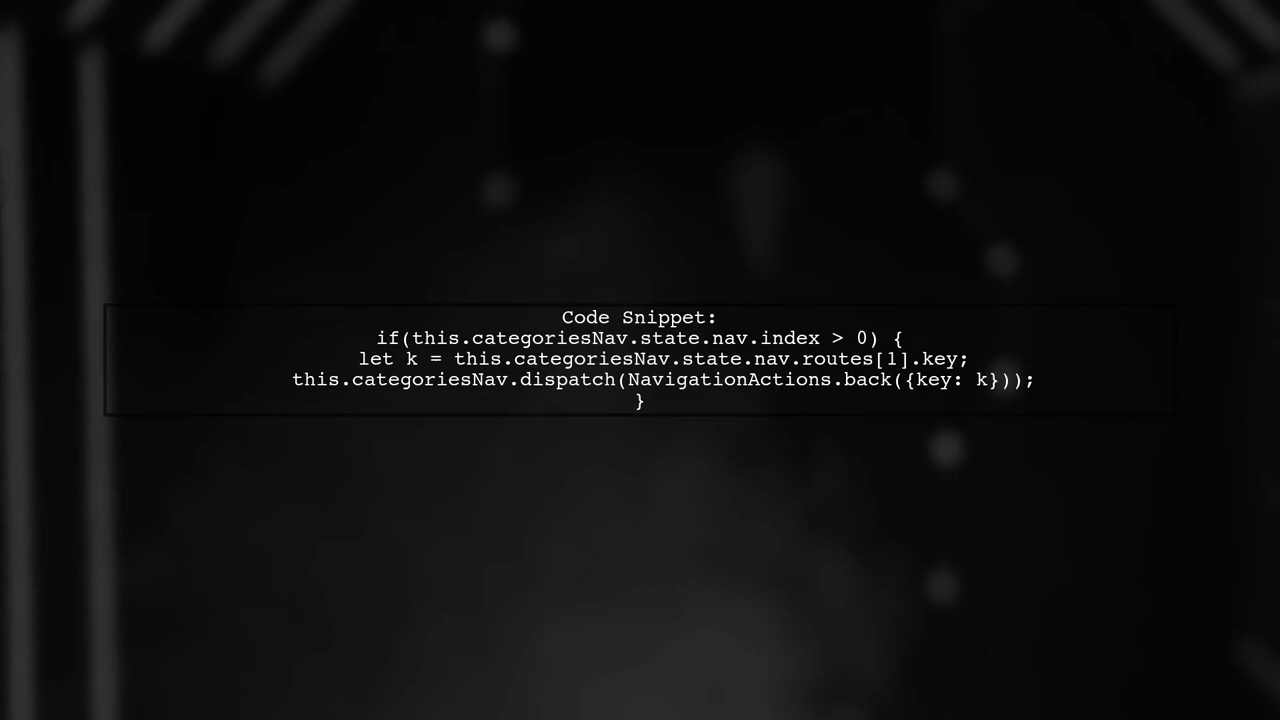 Code Snippet:
if(this.categoriesNav.state.nav.index > 0) {
let k = this.categoriesNav.state.nav.routes[1].key;
this.categoriesNav.dispatch(NavigationActions.back({key: k}));
}